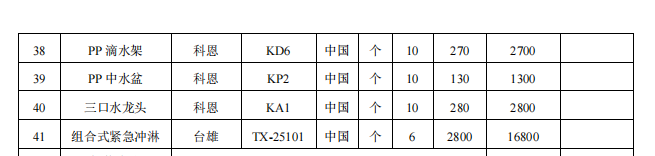 38 PP 滴水架 科恩 KD6 中国 个 10 270 2700
39 PP 中水盆 科恩 KP2 中国 个 10 130 1300
40 三口水龙头 科恩 KA1 中国 个 10 280 2800
41 组合式紧急冲淋 台雄 TX-25101 中国 个 6 2800 16800